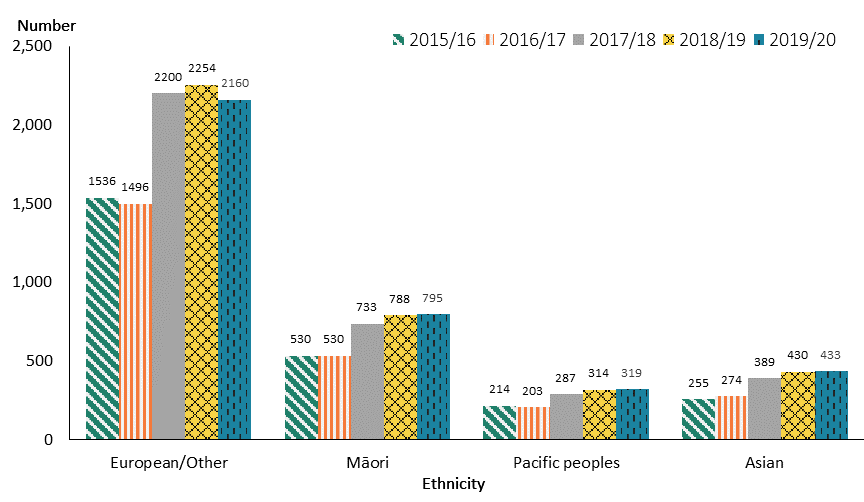 Number
2015/16 2016/17 2017/18 2018/19 2019/20
2,500
2,000
1,500
1,000
500
0
1536 1496 2200 2254 2160
530 530 733 788 795
214 203 287 314 319
255 274 389 430 433
European/Other Māori Pacific peoples Asian
Ethnicity